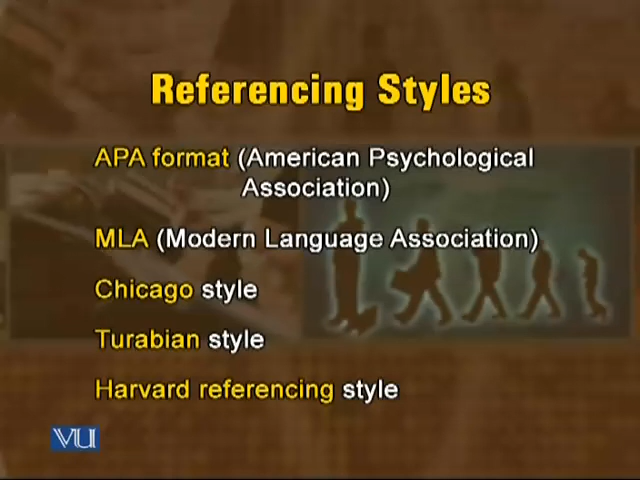 Referencing Styles
APA format (American Psychological
Association)
MLA (Modern Language Association)
Chicago style
Turabian style
Harvard referencing style
VU